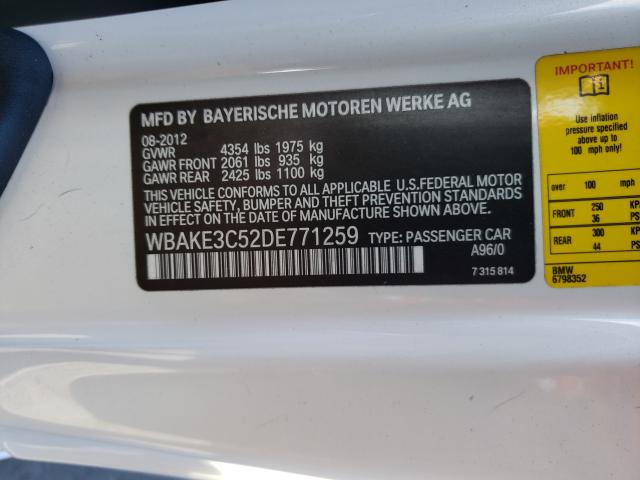 MFD BY BAYERISCHE MOTOREN WERKE AG
08-2012
GVWR 4354 lbs 1975 kg
GAWR FRONT 2061 lbs 935 kg
GAWR REAR 2425 lbs 1100 kg
THIS VEHICLE CONFORMS TO ALL APPLICABLE U.S.FEDERAL MOTOR
VEHICLE SAFETY, BUMPER AND THEFT PREVENTION STANDARDS
IN EFFECT ON THE DATE OF MANUFACTURE SHOWN ABOVE.
WBAKE3C52DE771259 TYPE: PASSENGER CAR
A96/0
7 315 814
IMPORTANT!
Use inflation
pressure specified
above up to
100 mph only!
over 100 mph
FRONT 250 KP
36 PS
REAR 300 KP
44 PS
BMW
6798352